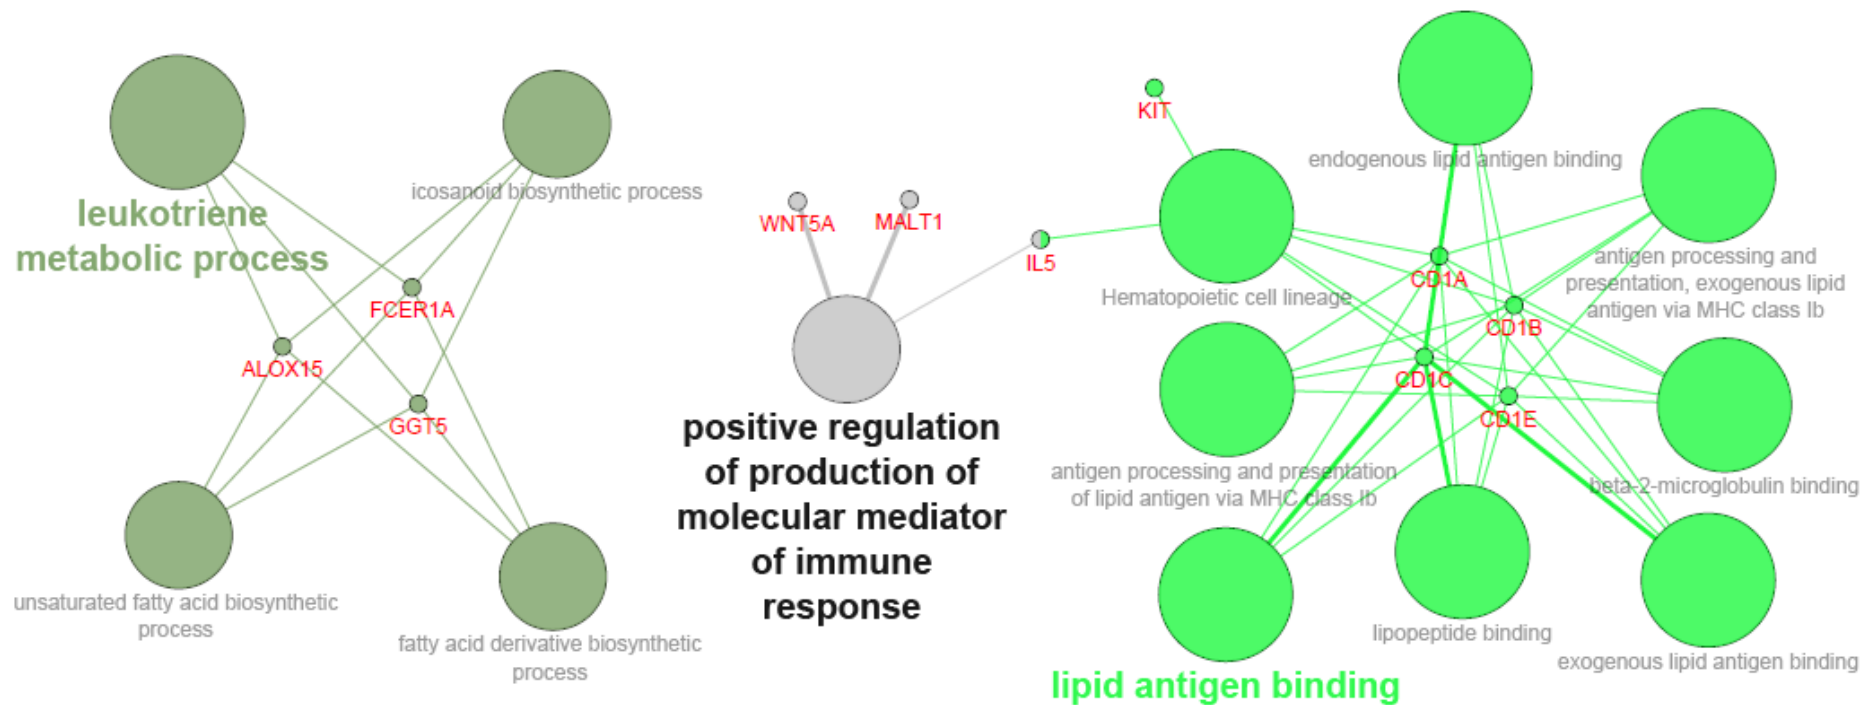 leukotriene
metabolic process
icosanoid biosynthetic process
FCER1A
ALOX15
GGT5
unsaturated fatty acid biosynthetic
process
fatty acid derivative biosynthetic
process
WNT5A
MALT1
IL5
positive regulation
of production of
molecular mediator
of immune
response
KIT
endogenous lipid antigen binding
Hematopoietic cell lineage
antigen processing and
presentation, exogenous lipid
antigen via MHC class Ib
CD1A
CD1B
CD1C
CD1E
antigen processing and presentation
of lipid antigen via MHC class Ib
beta-2-microglobulin binding
lipopeptide binding
exogenous lipid antigen binding
lipid antigen binding